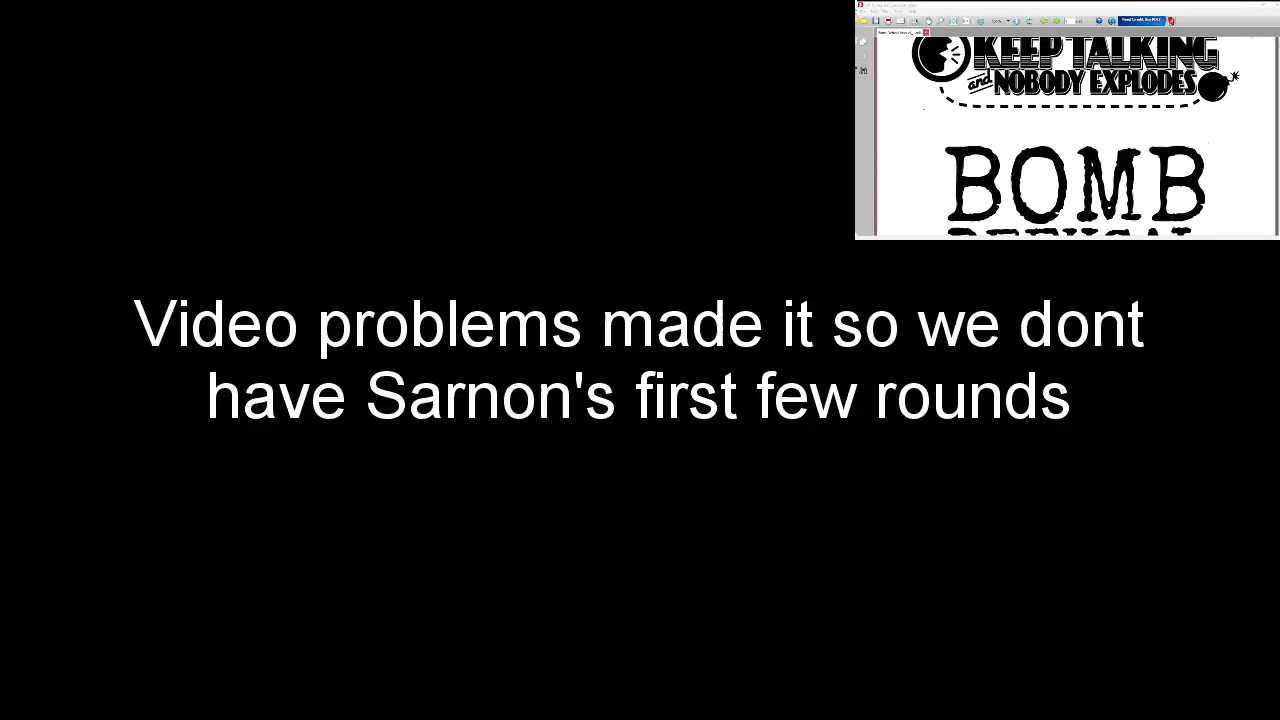 KEEP TALKING
and NOBODY EXPLODES
BOMB
Video problems made it so we dont
have Sarnon's first few rounds